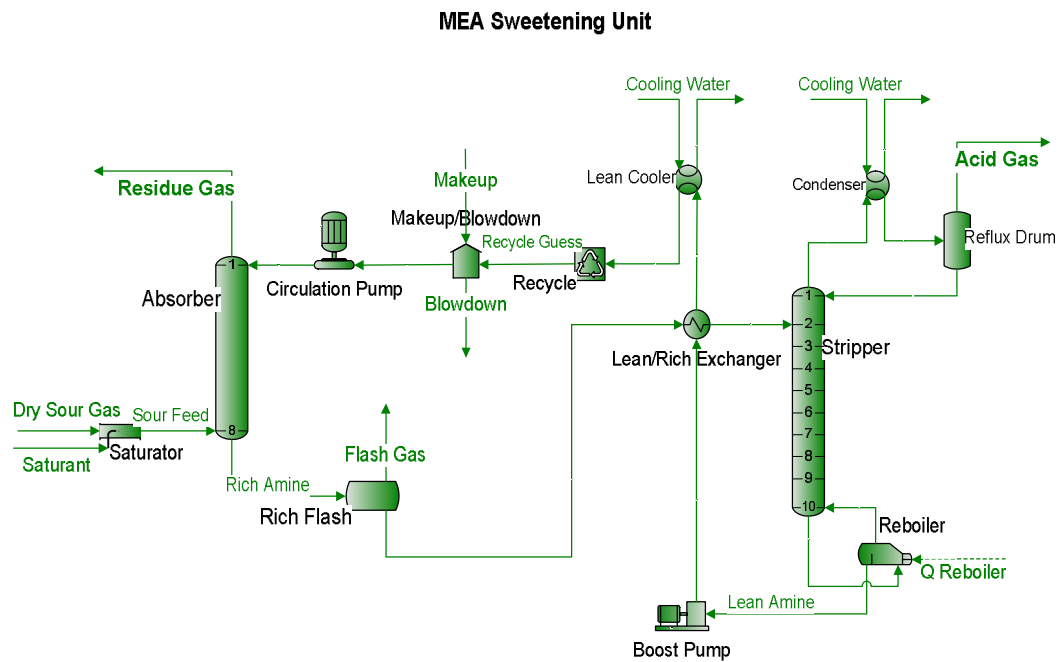 MEA Sweetening Unit
Cooling Water
Cooling Water
Acid Gas
Residue Gas
Makeup
Lean Cooler
Condenser
Makeup/Blowdown
Reflux Drum
Recycle Guess
1
Circulation Pump
Recycle
Absorber
Blowdown
1
2
3
Stripper
Lean/Rich Exchanger
4
5
6
7
8
9
10
Dry Sour Gas
Sour Feed
8
Saturator
Saturant
Flash Gas
Rich Amine
Rich Flash
Reboiler
Q Reboiler
Lean Amine
Boost Pump